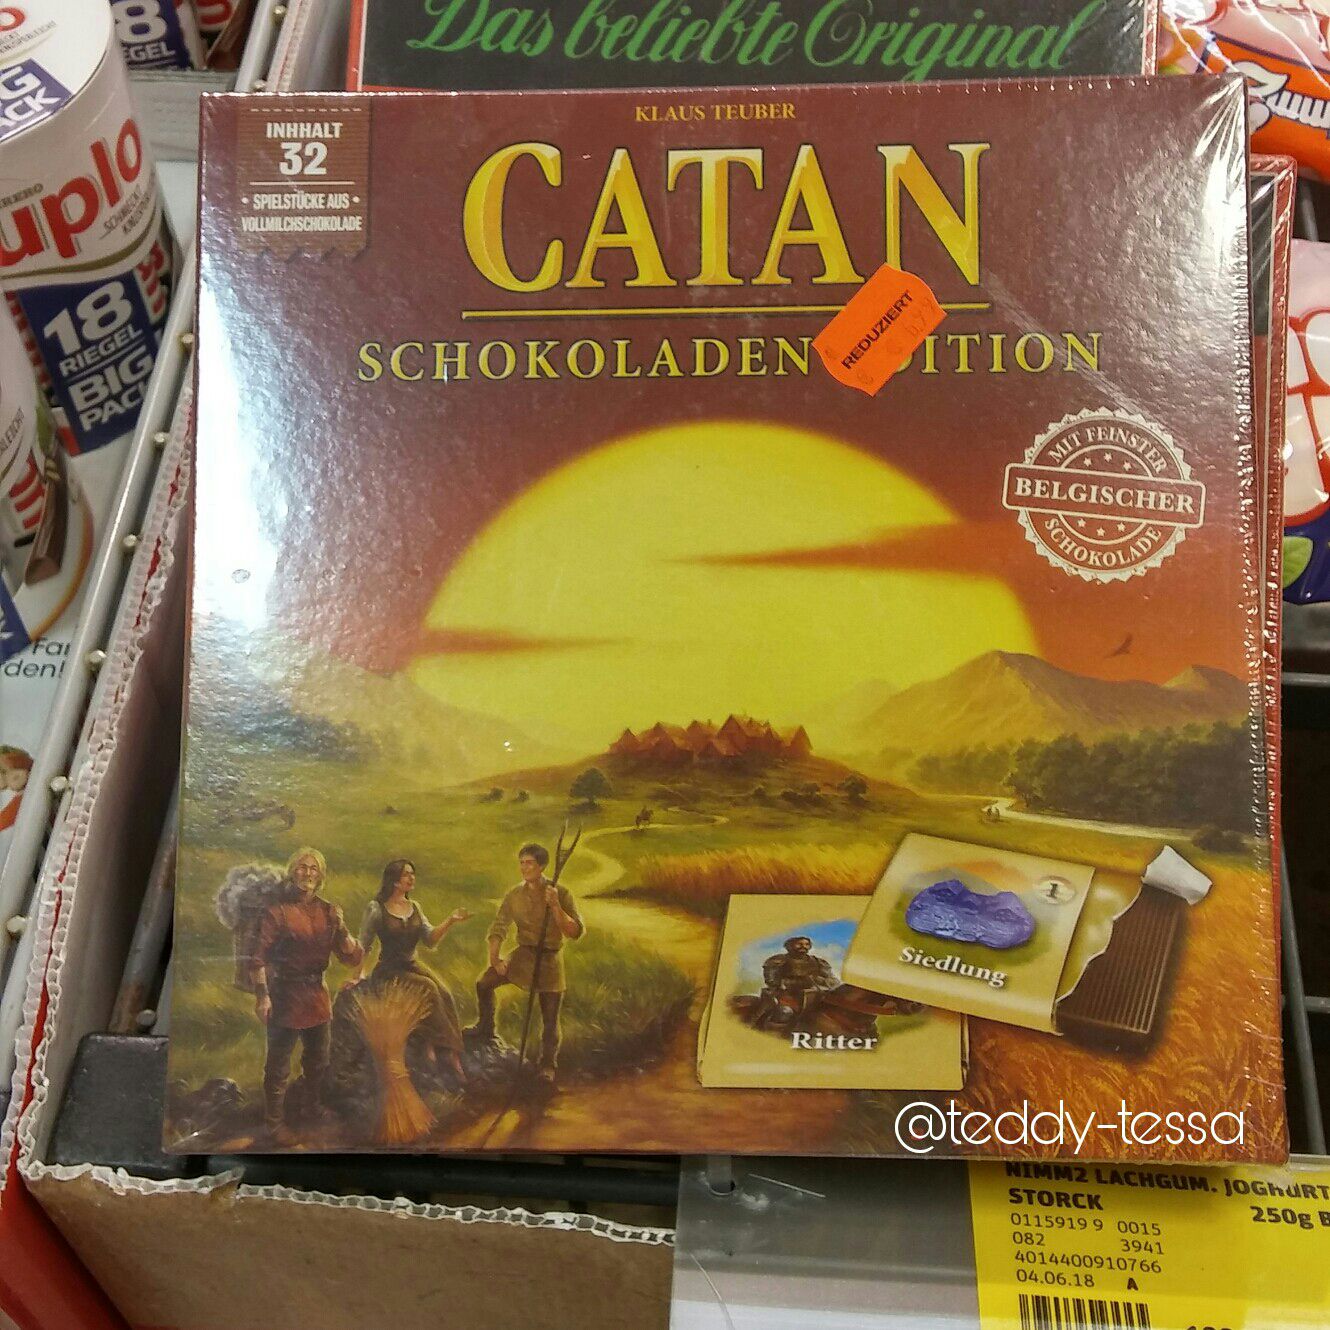 Das beliebte Original
KLAUS TEUBER
INHHALT
32
SPIELSTÜCKE AUS
VOLLMILCHSCHOKOLADE
CATAN
REDUZIERT
SCHOKOLADEN DITION
MIT FEINSTER
BELGISCHER
SCHOKOLADE
1
Siedlung
Ritter
@teddy-tessa
uplo
18
RIEGEL
BIG
PACK
NIMM2 LACHGUM. JOGHURT
STORCK
250g B
0115919 9 0015
082 3941
4014400910766
04.06.18 A